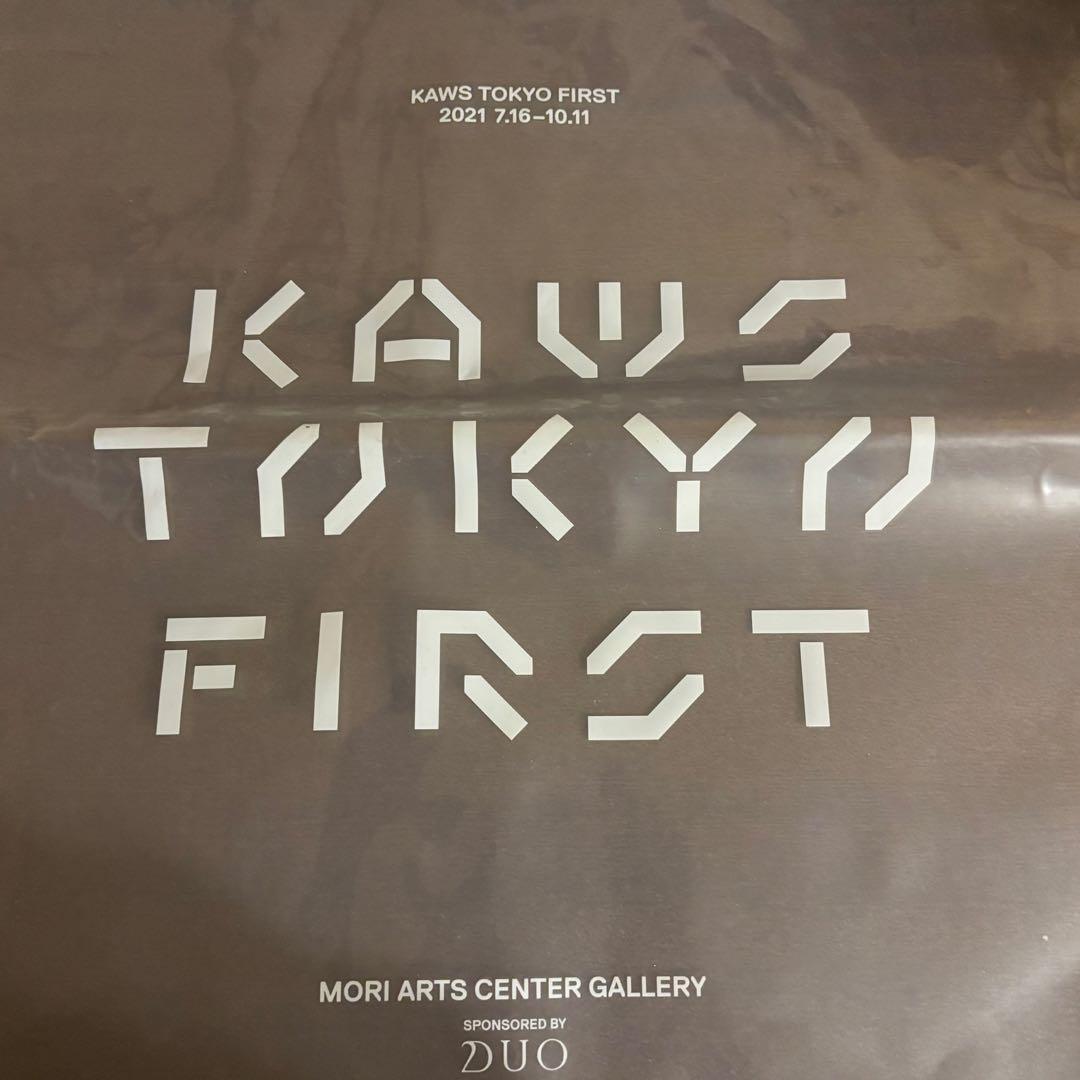 KAWS TOKYO FIRST
2021 7.16–10.11
KAWS
TOKYO
FIRST
MORI ARTS CENTER GALLERY
SPONSORED BY
DUO